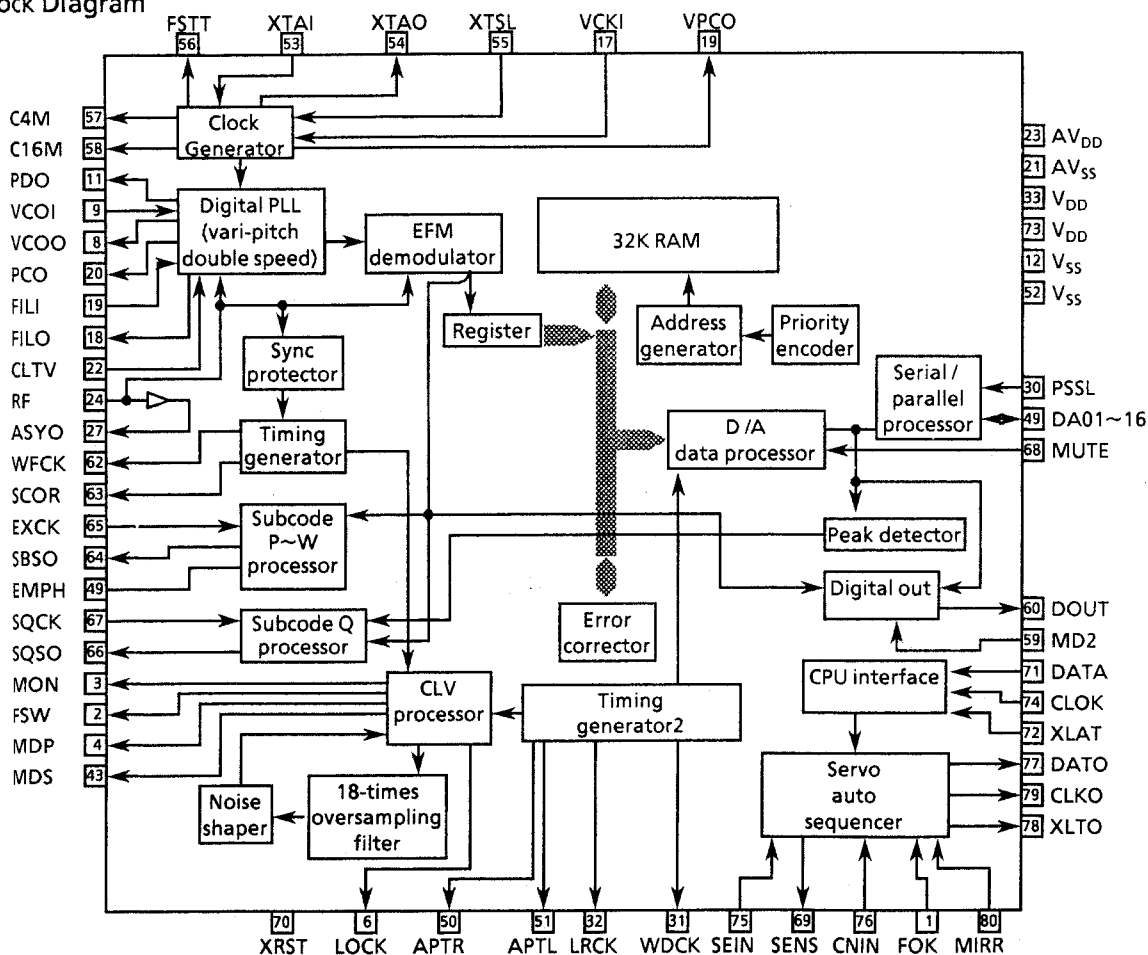 ock Diagram
FSTT XTAI XTAO XTSL VCKI VPCO
56 53 54 55 17 19
C4M 57
C16M 58
PDO 11
VCOI 9
VCOO 8
PCO 20
FILI 19
FILO 18
CLTV 22
RF 24
ASYO 27
WFCK 62
SCOR 63
EXCK 65
SBSO 64
EMPH 49
SQCK 67
SQSO 66
MON 3
FSW 2
MDP 4
MDS 43
Clock
Generator
Digital PLL
(vari-pitch
double speed)
EFM
demodulator
32K RAM
Register
Address
generator
Priority
encoder
Sync
protector
Timing
generator
Serial /
parallel
processor
D/A
data processor
Subcode
P~W
processor
Peak detector
Digital out
Subcode Q
processor
Error
corrector
CPU interface
CLV
processor
Timing
generator2
Servo
auto
sequencer
Noise
shaper
18-times
oversampling
filter
23 AVDD
21 AVSS
33 VDD
73 VDD
12 VSS
52 VSS
30 PSSL
49 DA01~16
68 MUTE
60 DOUT
59 MD2
71 DATA
74 CLOK
72 XLAT
77 DATO
79 CLKO
78 XLTO
70 6 50 51 32 31 75 69 76 1 80
XRST LOCK APTR APTL LRCK WDCK SEIN SENS CNIN FOK MIRR